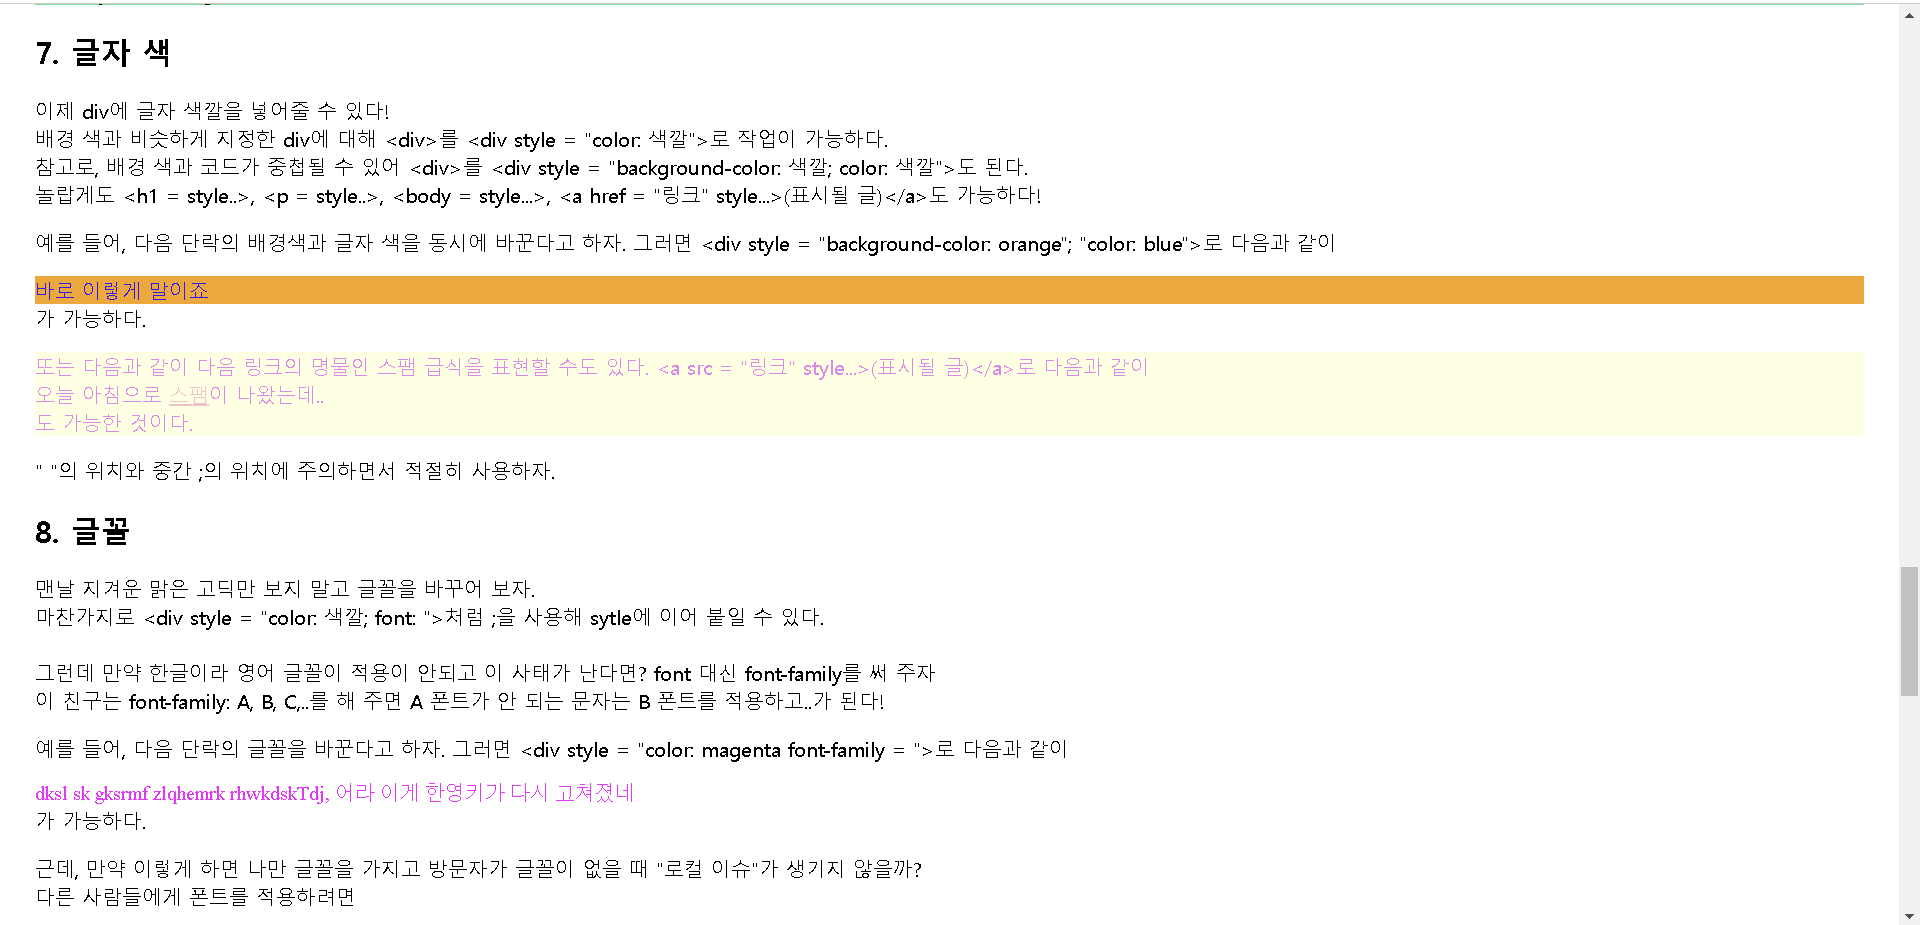 7. 글자 색
이제 div에 글자 색깔을 넣어줄 수 있다!
배경 색과 비슷하게 지정한 div에 대해 <div>를 <div style = "color: 색깔">로 작업이 가능하다.
참고로, 배경 색과 코드가 중첩될 수 있어 <div>를 <div style = "background-color: 색깔; color: 색깔">도 된다.
놀랍게도 <h1 = style..>, <p = style..>, <body = style...>, <a href = "링크" style...>(표시될 글)</a>도 가능하다!
예를 들어, 다음 단락의 배경색과 글자 색을 동시에 바꾼다고 하자. 그러면 <div style = "background-color: orange"; "color: blue">로 다음과 같이
바로 이렇게 말이죠
가 가능하다.
또는 다음과 같이 다음 링크의 명물인 스팸 급식을 표현할 수도 있다. <a src = "링크" style...>(표시될 글)</a>로 다음과 같이
오늘 아침으로 스팸이 나왔는데..
도 가능한 것이다.
" "의 위치와 중간 ;의 위치에 주의하면서 적절히 사용하자.
8. 글꼴
맨날 지겨운 맑은 고딕만 보지 말고 글꼴을 바꾸어 보자.
마찬가지로 <div style = "color: 색깔; font: ">처럼 ;을 사용해 sytle에 이어 붙일 수 있다.
그런데 만약 한글이라 영어 글꼴이 적용이 안되고 이 사태가 난다면? font 대신 font-family를 써 주자
이 친구는 font-family: A, B, C,..를 해 주면 A 폰트가 안 되는 문자는 B 폰트를 적용하고..가 된다!
예를 들어, 다음 단락의 글꼴을 바꾼다고 하자. 그러면 <div style = "color: magenta font-family = ">로 다음과 같이
dksl sk gksrmf zlqhemrk rhwkdskTdj, 어라 이게 한영키가 다시 고쳐졌네
가 가능하다.
근데, 만약 이렇게 하면 나만 글꼴을 가지고 방문자가 글꼴이 없을 때 "로컬 이슈"가 생기지 않을까?
다른 사람들에게 폰트를 적용하려면